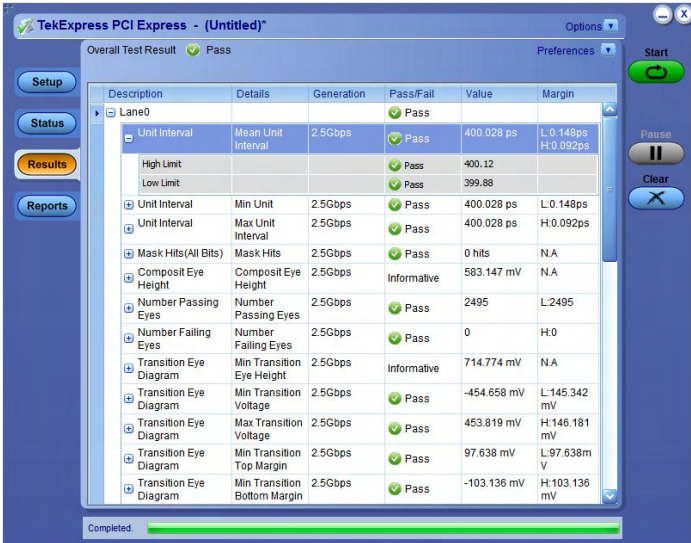 TekExpress PCI Express - (Untitled)*
Options
Overall Test Result Pass
Preferences
Start
Setup
Status
Results
Reports
Pause
Clear
Description Details Generation Pass/Fail Value Margin
Lane0 Pass
Unit Interval Mean Unit Interval 2.5Gbps Pass 400.028 ps L:0.148ps H:0.092ps
High Limit Pass 400.12
Low Limit Pass 399.88
Unit Interval Min Unit 2.5Gbps Pass 400.028 ps L:0.148ps
Unit Interval Max Unit Interval 2.5Gbps Pass 400.028 ps H:0.092ps
Mask Hits(All Bits) Mask Hits 2.5Gbps Pass 0 hits N.A
Composit Eye Height Composit Eye Height 2.5Gbps Informative 583.147 mV N.A
Number Passing Eyes Number Passing Eyes 2.5Gbps Pass 2495 L:2495
Number Failing Eyes Number Failing Eyes 2.5Gbps Pass 0 H:0
Transition Eye Diagram Min Transition Eye Height 2.5Gbps Informative 714.774 mV N.A
Transition Eye Diagram Min Transition Voltage 2.5Gbps Pass -454.658 mV L:145.342 mV
Transition Eye Diagram Max Transition Voltage 2.5Gbps Pass 453.819 mV H:146.181 mV
Transition Eye Diagram Min Transition Top Margin 2.5Gbps Pass 97.638 mV L:97.638m V
Transition Eye Diagram Min Transition Bottom Margin 2.5Gbps Pass -103.136 mV H:103.136 mV
Completed.